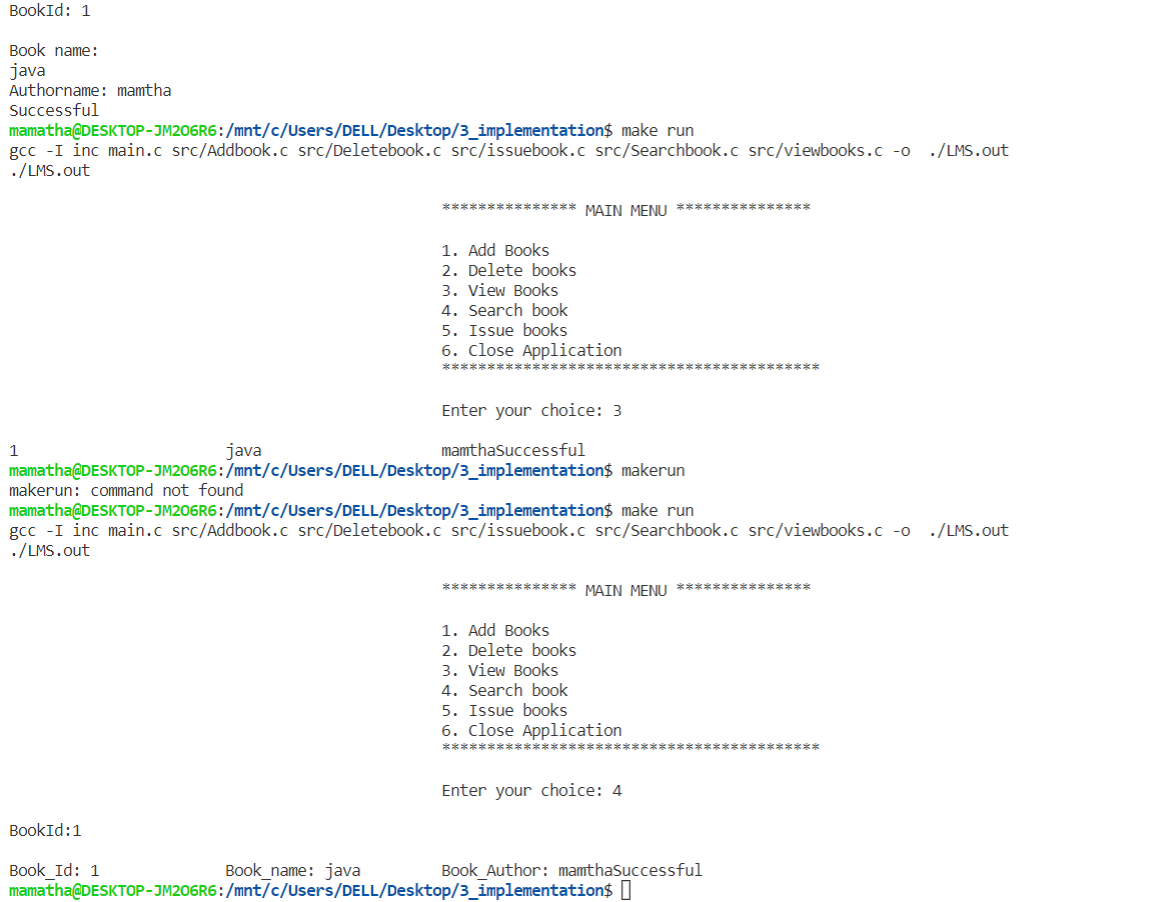 BookId: 1
Book name:
java
Authorname: mamtha
Successful
mamatha@DESKTOP-JM2O6R6:/mnt/c/Users/DELL/Desktop/3_implementation$ make run
gcc -I inc main.c src/Addbook.c src/Deletebook.c src/issuebook.c src/Searchbook.c src/viewbooks.c -o  ./LMS.out
./LMS.out
*************** MAIN MENU ***************
1. Add Books
2. Delete books
3. View Books
4. Search book
5. Issue books
6. Close Application
******************************************
Enter your choice: 3
1 java mamthaSuccessful
mamatha@DESKTOP-JM2O6R6:/mnt/c/Users/DELL/Desktop/3_implementation$ makerun
makerun: command not found
mamatha@DESKTOP-JM2O6R6:/mnt/c/Users/DELL/Desktop/3_implementation$ make run
gcc -I inc main.c src/Addbook.c src/Deletebook.c src/issuebook.c src/Searchbook.c src/viewbooks.c -o  ./LMS.out
./LMS.out
*************** MAIN MENU ***************
1. Add Books
2. Delete books
3. View Books
4. Search book
5. Issue books
6. Close Application
******************************************
Enter your choice: 4
BookId:1
Book_Id: 1 Book_name: java Book_Author: mamthaSuccessful
mamatha@DESKTOP-JM2O6R6:/mnt/c/Users/DELL/Desktop/3_implementation$